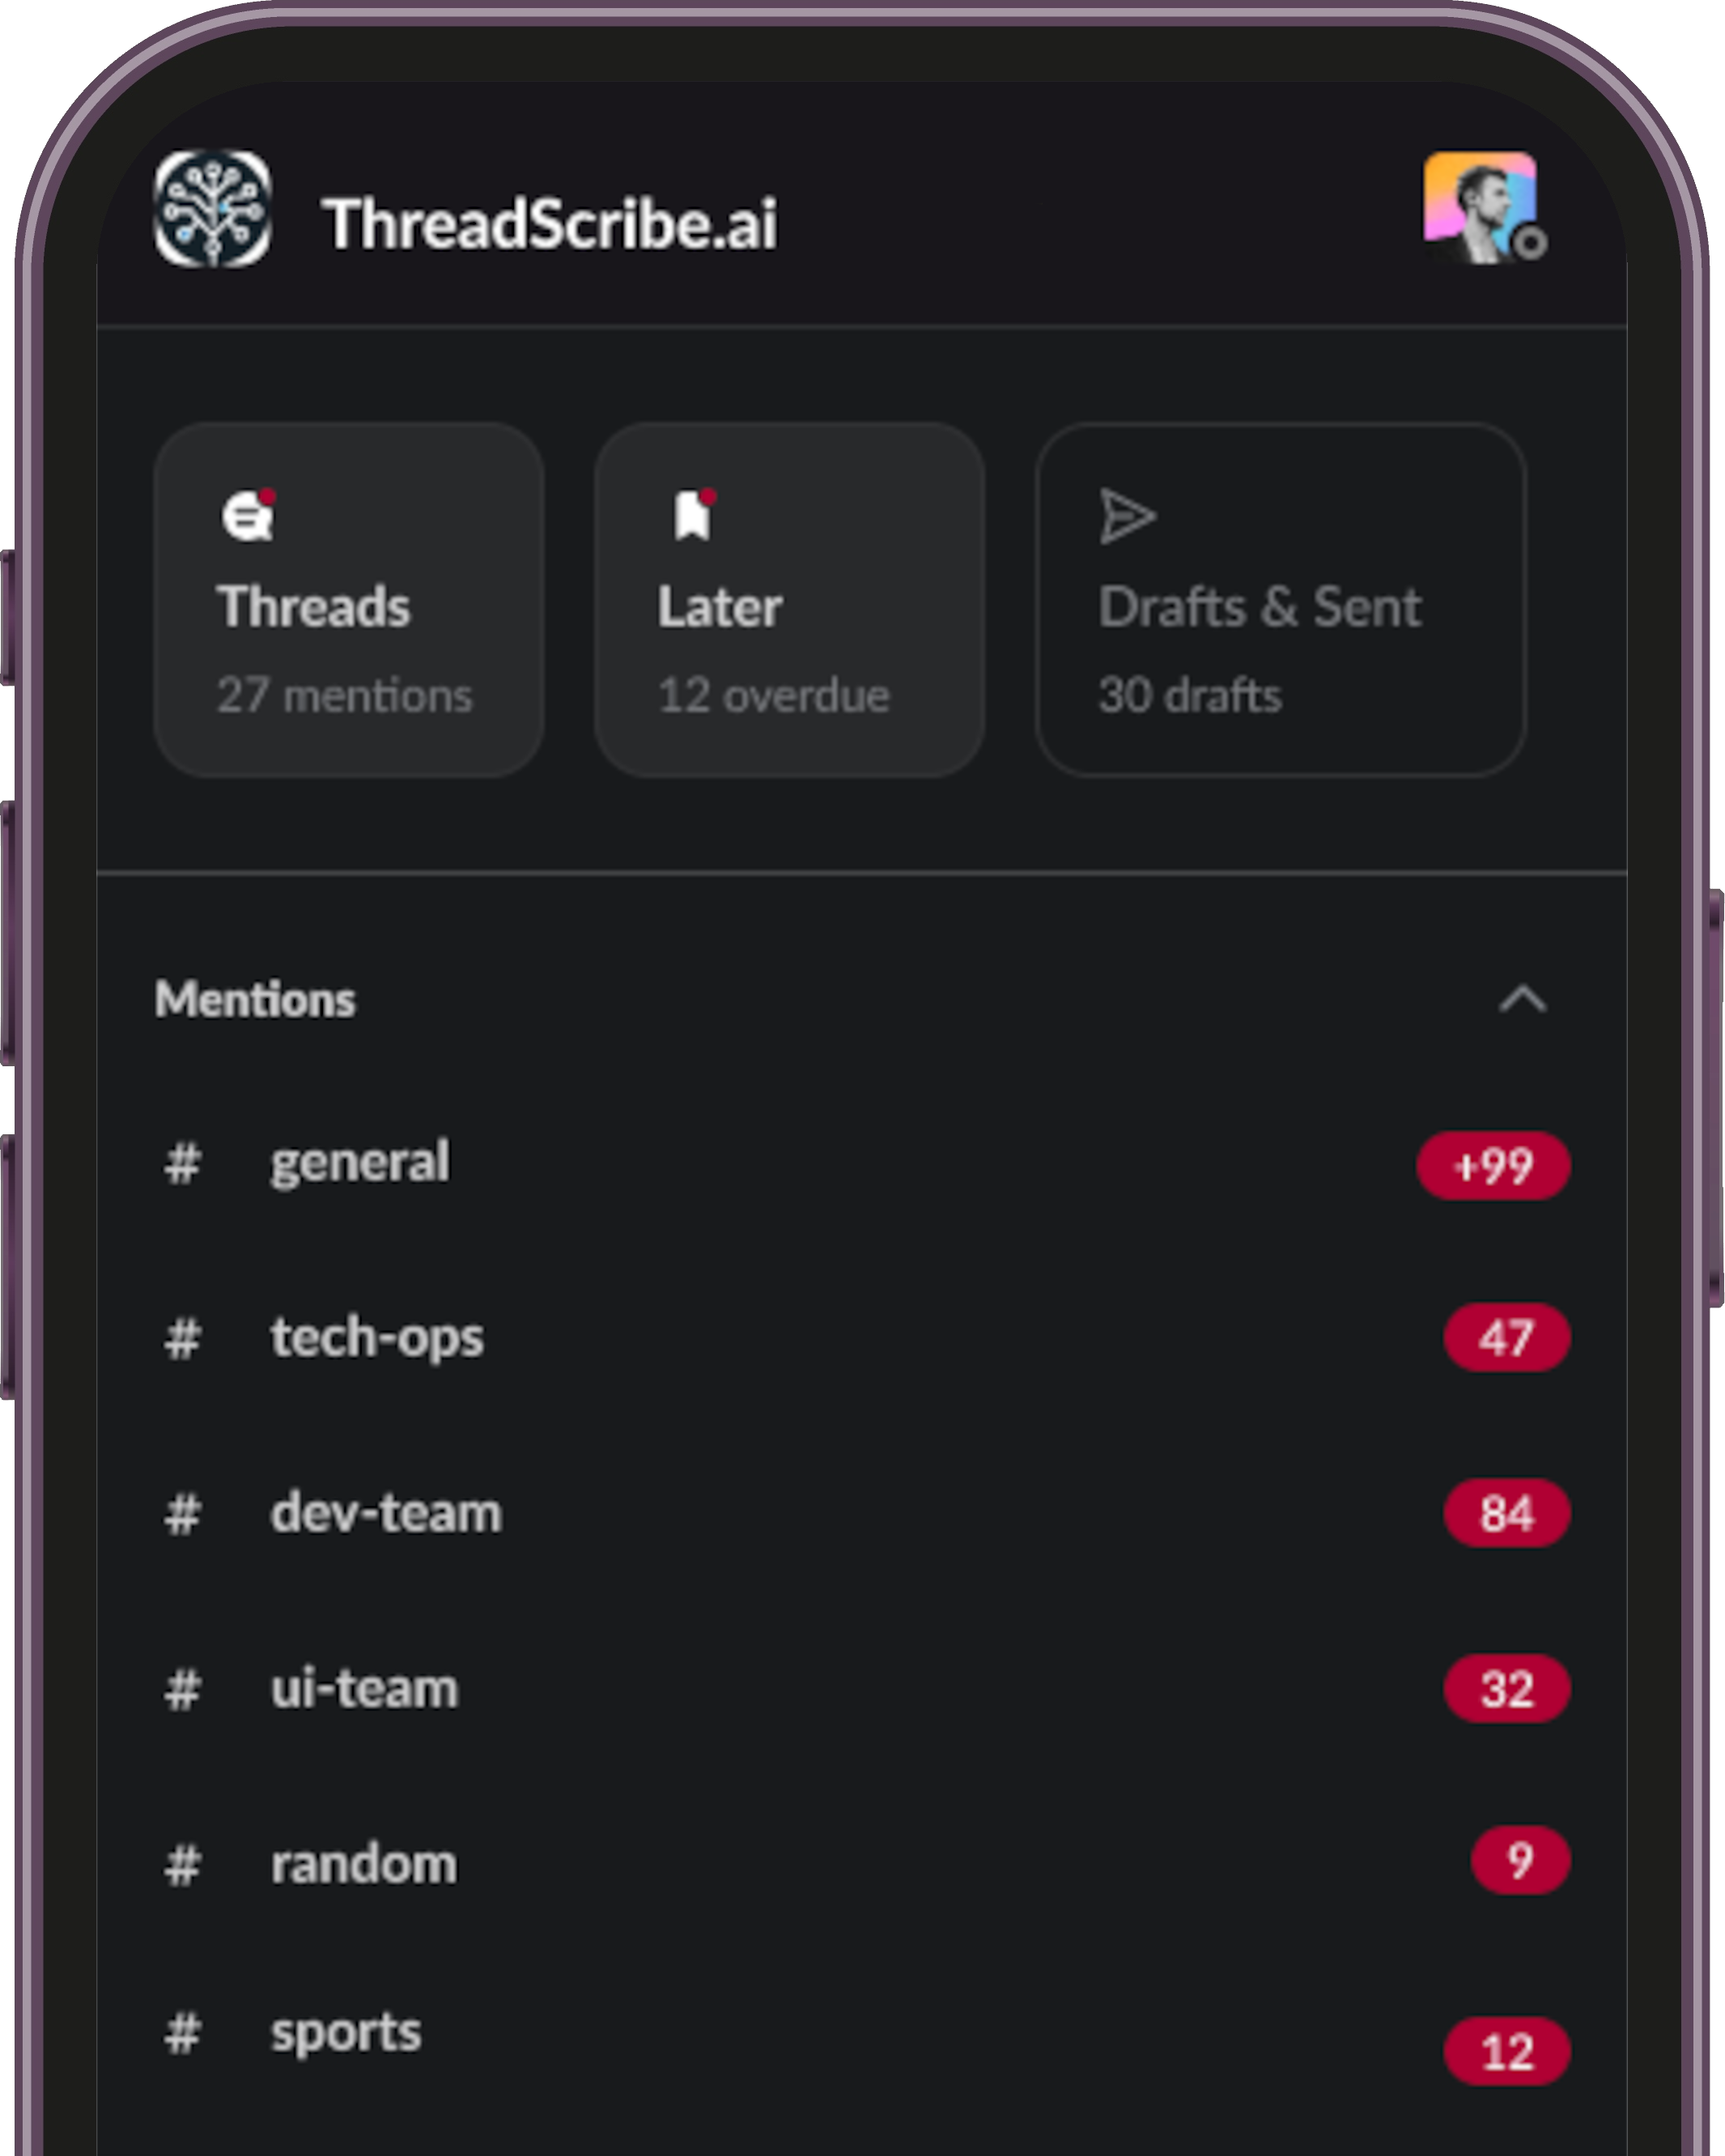 ThreadScribe.ai
Threads
27 mentions
Later
12 overdue
Drafts & Sent
30 drafts
Mentions
# general +99
# tech-ops 47
# dev-team 84
# ui-team 32
# random 9
# sports 12